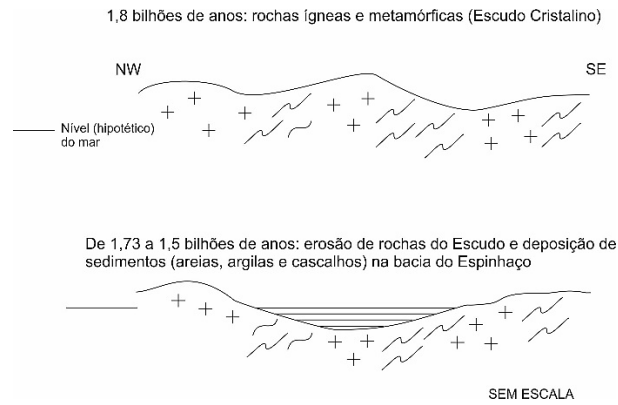 1,8 bilhões de anos: rochas ígneas e metamórficas (Escudo Cristalino)
NW
SE
Nível (hipotético)
do mar
De 1,73 a 1,5 bilhões de anos: erosão de rochas do Escudo e deposição de
sedimentos (areias, argilas e cascalhos) na bacia do Espinhaço
SEM ESCALA